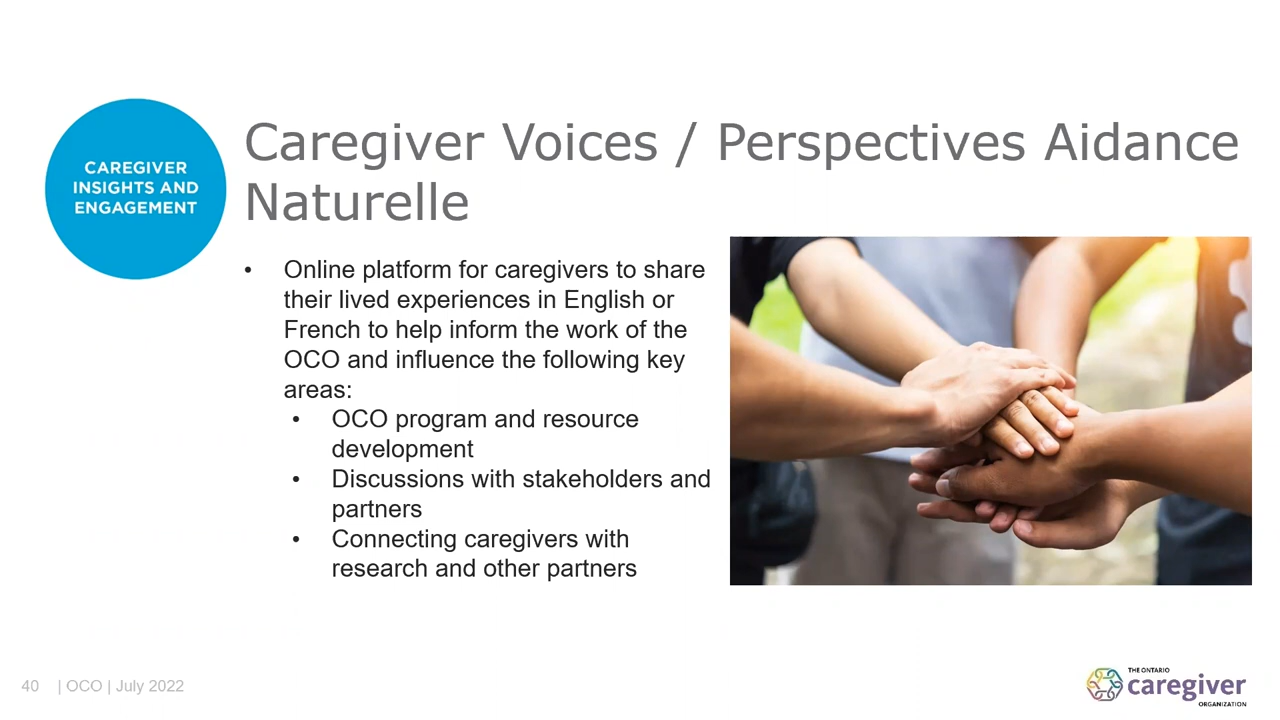 CAREGIVER
INSIGHTS AND
ENGAGEMENT
Caregiver Voices / Perspectives Aidance
Naturelle
• Online platform for caregivers to share
their lived experiences in English or
French to help inform the work of the
OCO and influence the following key
areas:
• OCO program and resource
development
• Discussions with stakeholders and
partners
• Connecting caregivers with
research and other partners
40 | OCO | July 2022
THE ONTARIO
caregiver
ORGANIZATION